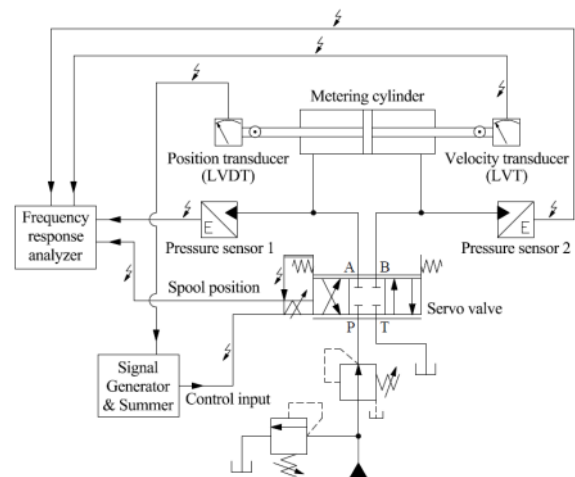 Metering cylinder
Position transducer
(LVDT)
Velocity transducer
(LVT)
Frequency
response
analyzer
E
Pressure sensor 1
E
Pressure sensor 2
A B
Spool position
Servo valve
P T
Signal
Generator
& Summer
Control input